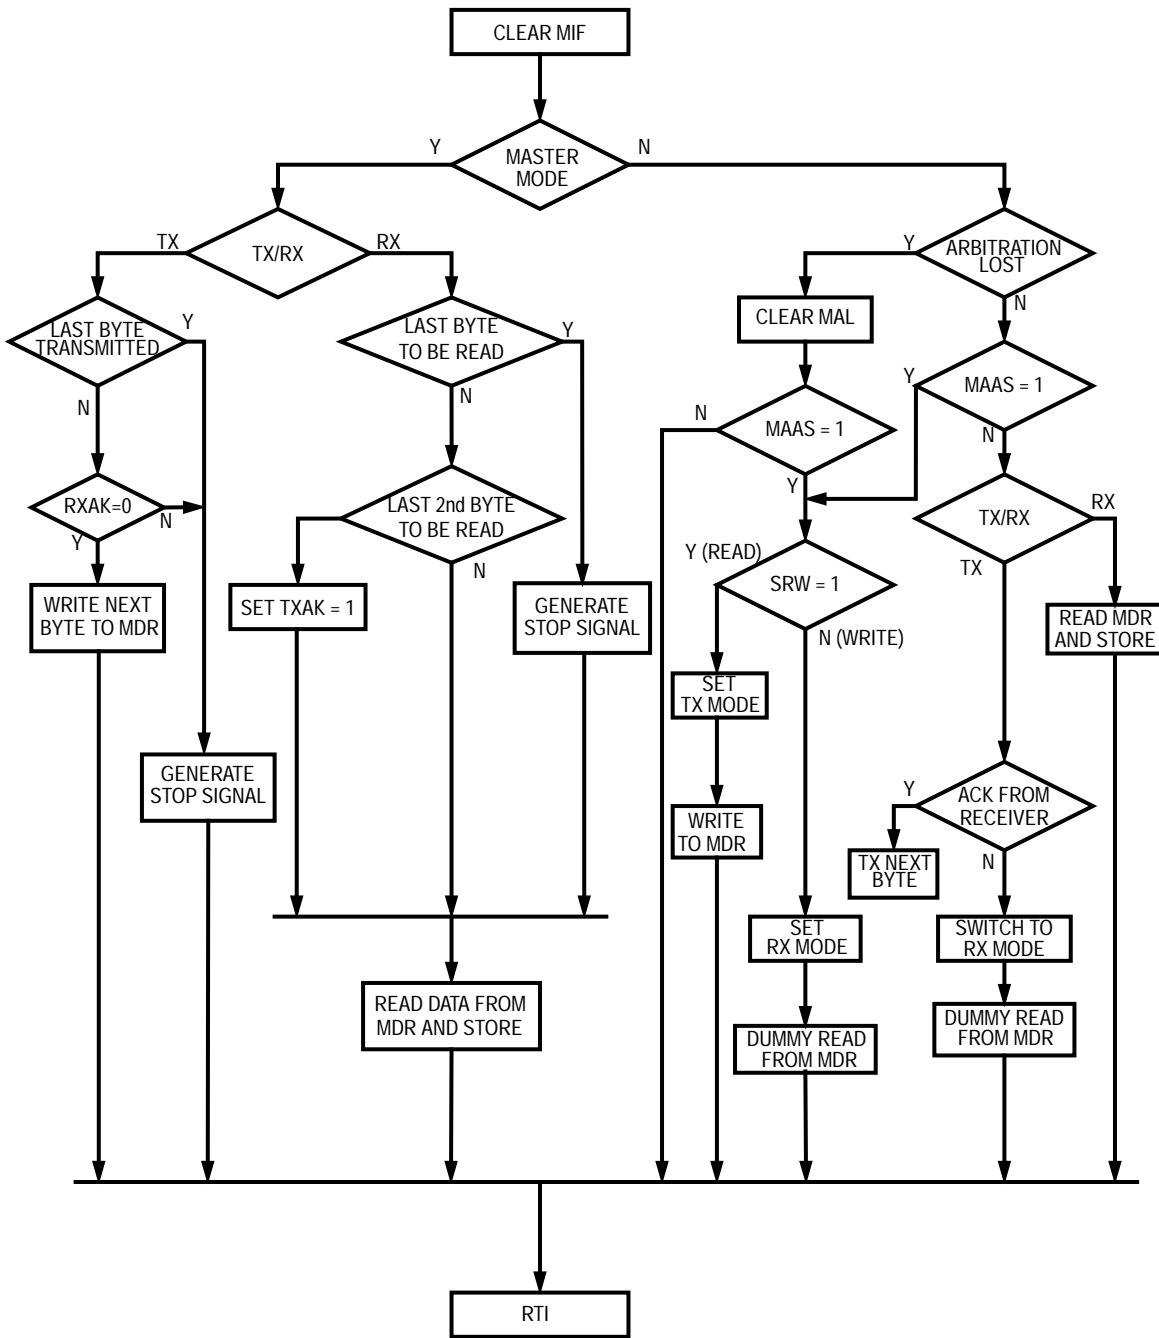 CLEAR MIF
Y
MASTER
MODE
N
TX
TX/RX
RX
Y
ARBITRATION
LOST
N
LAST BYTE
TRANSMITTED
Y
N
LAST BYTE
TO BE READ
Y
N
CLEAR MAL
Y
MAAS = 1
N
N
MAAS = 1
Y
RXAK=0
N
Y
LAST 2nd BYTE
TO BE READ
N
TX/RX
RX
TX
Y (READ)
SRW = 1
N (WRITE)
WRITE NEXT
BYTE TO MDR
SET TXAK = 1
GENERATE
STOP SIGNAL
READ MDR
AND STORE
SET
TX MODE
GENERATE
STOP SIGNAL
WRITE
TO MDR
Y
ACK FROM
RECEIVER
N
TX NEXT
BYTE
SET
RX MODE
SWITCH TO
RX MODE
READ DATA FROM
MDR AND STORE
DUMMY READ
FROM MDR
DUMMY READ
FROM MDR
RTI